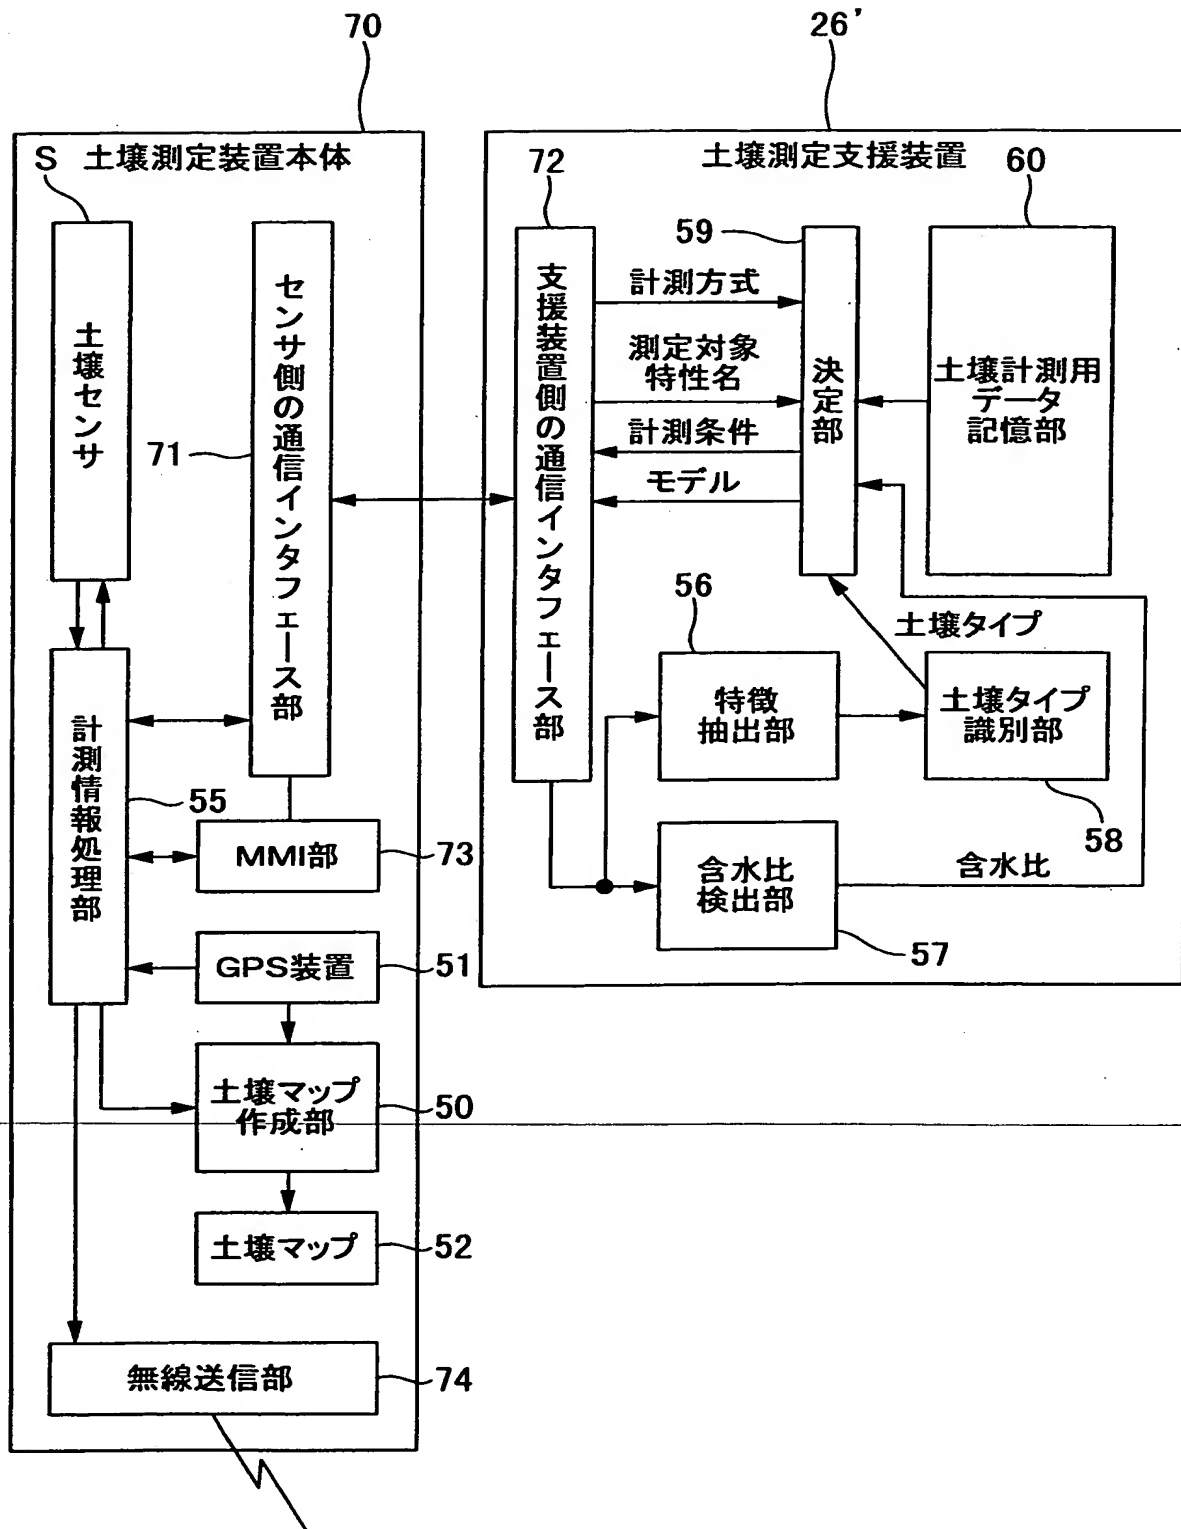 70
26’
S 土壌測定装置本体
土壌センサ
71
センサ側の通信インタフェース部
計測情報処理部
55
MMI部
73
GPS装置
51
土壌マップ
作成部
50
土壌マップ
52
無線送信部
74
土壌測定支援装置
72
支援装置側の通信インタフェース部
59
60
計測方式
測定対象
特性名
計測条件
モデル
決定部
土壌計測用
データ
記憶部
土壌タイプ
56
特徴
抽出部
土壌タイプ
識別部
58
含水比
検出部
57
含水比